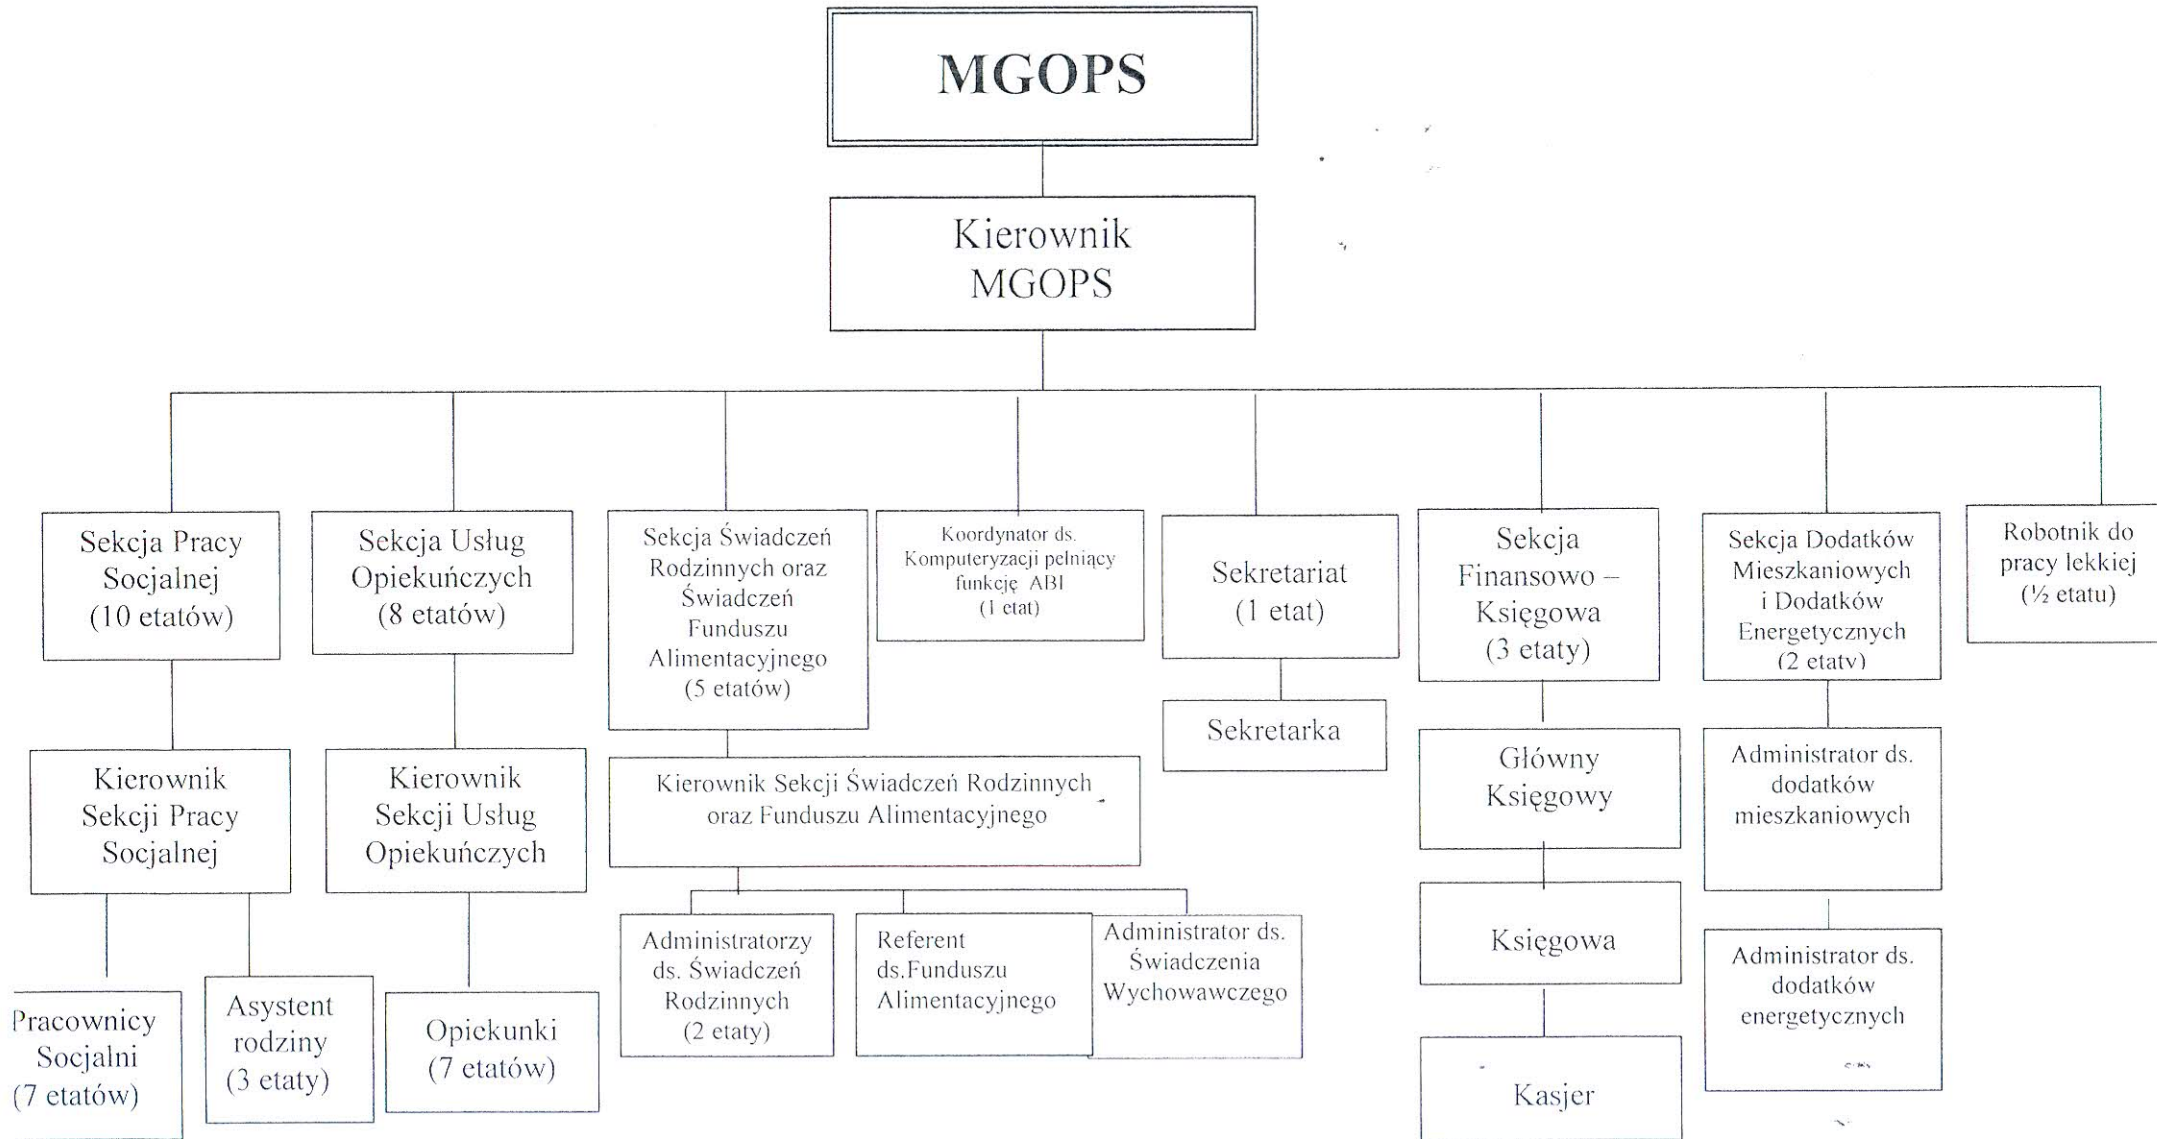 MGOPS
Kierownik
MGOPS
Sekcja Pracy
Socjalnej
(10 etatów)
Sekcja Usług
Opiekuńczych
(8 etatów)
Sekcja Świadczeń
Rodzinnych oraz
Świadczeń
Funduszu
Alimentacyjnego
(5 etatów)
Koordynator ds.
Komputeryzacji pełniący
funkcję ABI
(1 etat)
Sekretariat
(1 etat)
Sekcja
Finansowo –
Księgowa
(3 etaty)
Sekcja Dodatków
Mieszkaniowych
i Dodatków
Energetycznych
(2 etaty)
Robotnik do
pracy lekkiej
(½ etatu)
Kierownik
Sekcji Pracy
Socjalnej
Kierownik
Sekcji Usług
Opiekuńczych
Kierownik Sekcji Świadczeń Rodzinnych
oraz Funduszu Alimentacyjnego
Sekretarka
Główny
Księgowy
Administrator ds.
dodatków
mieszkaniowych
Pracownicy
Socjalni
(7 etatów)
Asystent
rodziny
(3 etaty)
Opiekunki
(7 etatów)
Administratorzy
ds. Świadczeń
Rodzinnych
(2 etaty)
Referent
ds.Funduszu
Alimentacyjnego
Administrator ds.
Świadczenia
Wychowawczego
Księgowa
Administrator ds.
dodatków
energetycznych
Kasjer